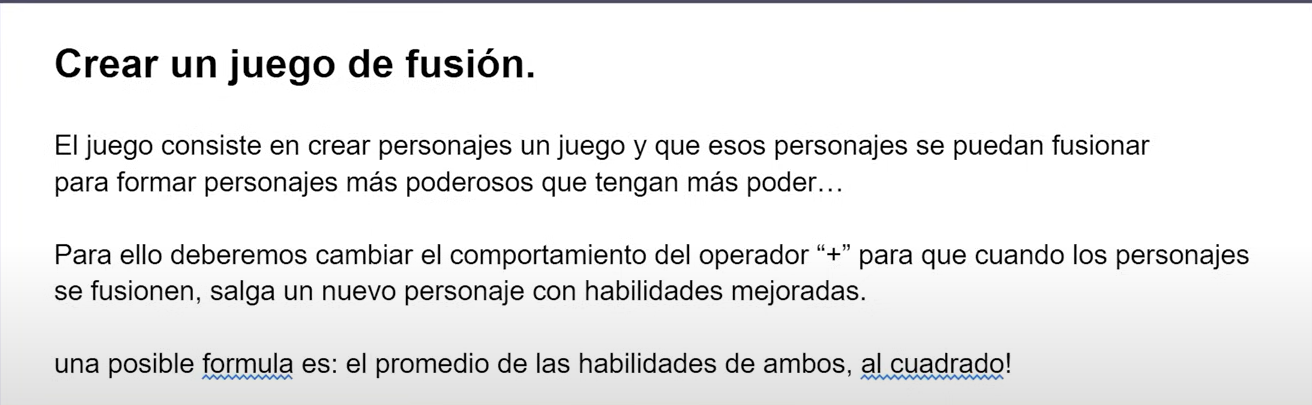 Crear un juego de fusión.
El juego consiste en crear personajes un juego y que esos personajes se puedan fusionar
para formar personajes más poderosos que tengan más poder…
Para ello deberemos cambiar el comportamiento del operador “+” para que cuando los personajes
se fusionen, salga un nuevo personaje con habilidades mejoradas.
una posible formula es: el promedio de las habilidades de ambos, al cuadrado!